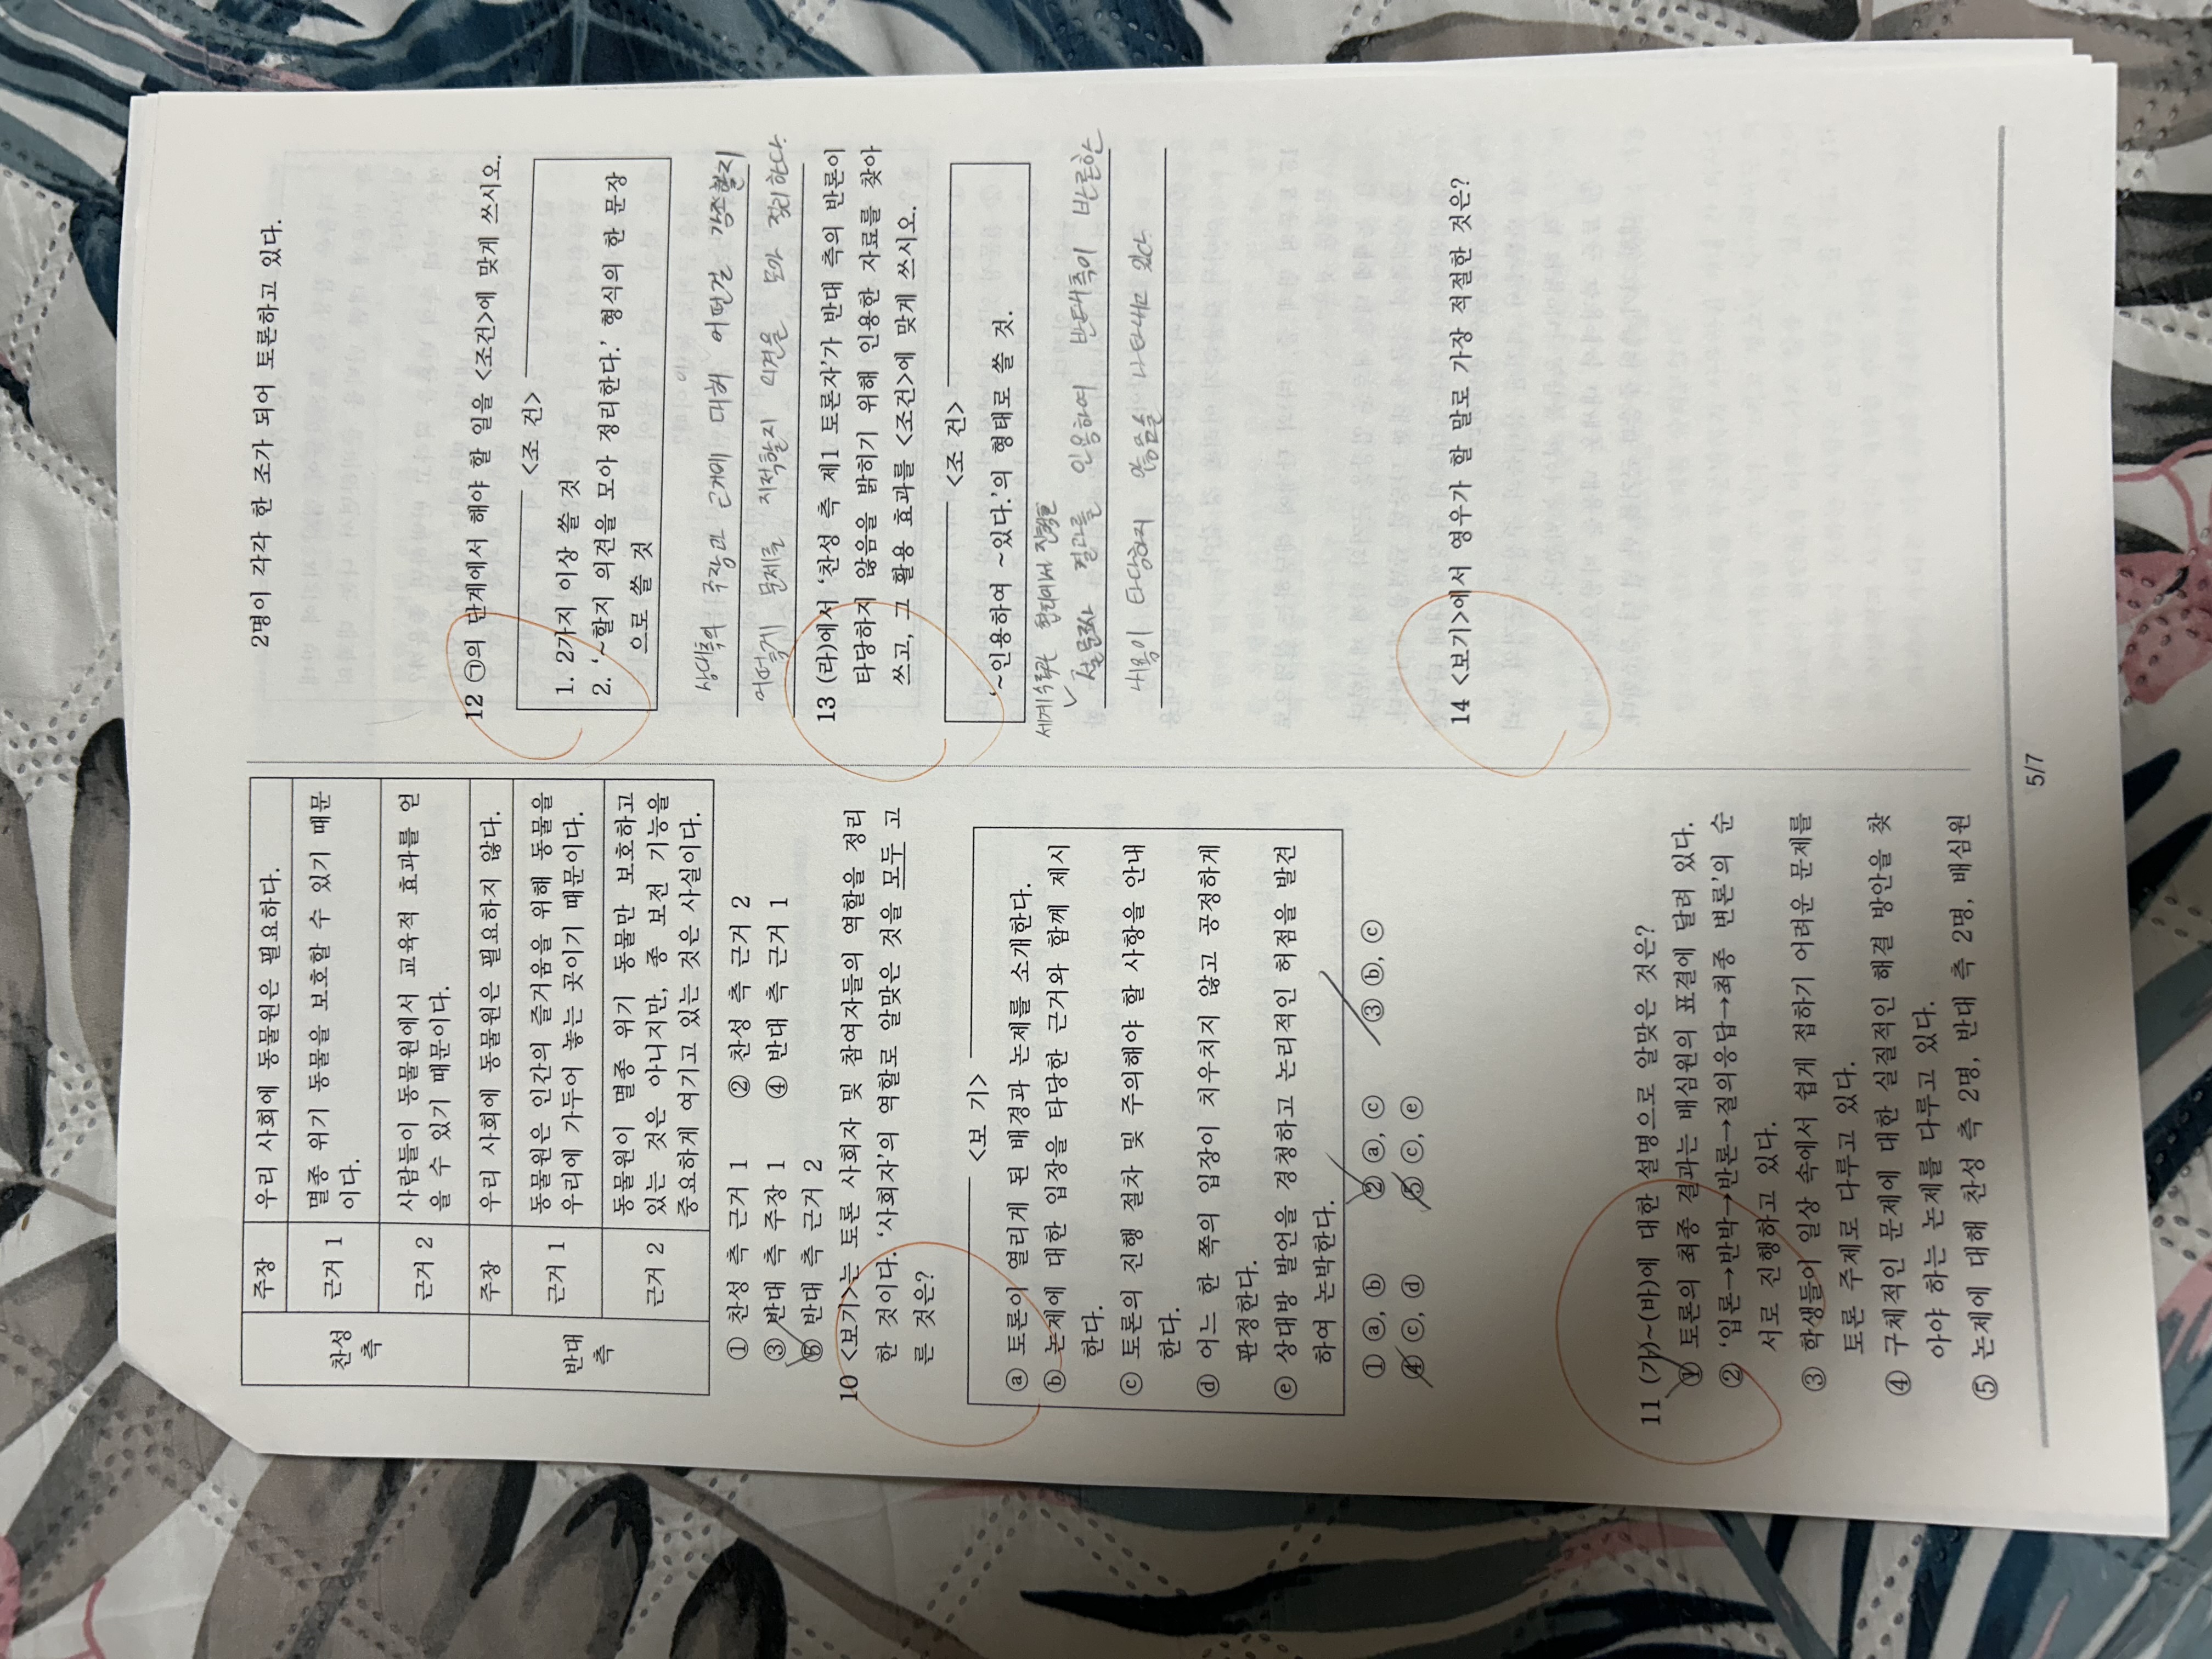 찬성 측
주장
우리 사회에 동물원은 필요하다.
근거 1
멸종 위기 동물을 보호할 수 있기 때문
이다.
근거 2
사람들이 동물원에서 교육적 효과를 얻
을 수 있기 때문이다.
반대 측
주장
우리 사회에 동물원은 필요하지 않다.
근거 1
동물원은 인간의 즐거움을 위해 동물을
우리에 가두어 놓는 곳이기 때문이다.
근거 2
동물원이 멸종 위기 동물만 보호하고
있는 것은 아니지만, 종 보전 기능을
중요하게 여기고 있는 것은 사실이다.
① 찬성 측 근거 1 ② 찬성 측 근거 2
③ 반대 측 주장 1 ④ 반대 측 근거 1
⑤ 반대 측 근거 2
10 <보기>는 토론 사회자 및 참여자들의 역할을 정리
한 것이다. ‘사회자’의 역할로 알맞은 것을 모두 고
른 것은?
<보 기>
ⓐ 토론이 열리게 된 배경과 논제를 소개한다.
ⓑ 논제에 대한 입장을 타당한 근거와 함께 제시
한다.
ⓒ 토론의 진행 절차 및 주의해야 할 사항을 안내
한다.
ⓓ 어느 한 쪽의 입장이 치우치지 않고 공정하게
판정한다.
ⓔ 상대방 발언을 경청하고 논리적인 허점을 발견
하여 논박한다.
① ⓐ, ⓑ ② ⓐ, ⓒ ③ ⓑ, ⓒ
④ ⓒ, ⓓ ⑤ ⓒ, ⓔ
11 (가)~(바)에 대한 설명으로 알맞은 것은?
① 토론의 최종 결과는 배심원의 표결에 달려 있다.
② ‘입론→반박→반론→질의응답→최종 변론’의 순
서로 진행하고 있다.
③ 학생들이 일상 속에서 쉽게 접하기 어려운 문제를
토론 주제로 다루고 있다.
④ 구체적인 문제에 대한 실질적인 해결 방안을 찾
아야 하는 논제를 다루고 있다.
⑤ 논제에 대해 찬성 측 2명, 반대 측 2명, 배심원
2명이 각각 한 조가 되어 토론하고 있다.
12 ㉠의 단계에서 해야 할 일을 <조건>에 맞게 쓰시오.
<조 건>
1. 2가지 이상 쓸 것
2. ‘~할지 의견을 모아 정리한다.’ 형식의 한 문장
으로 쓸 것
상대측의 주장과 근거에 대해 어떤걸 강조할지
어떻게 문제를 지적할지 의견을 모아 정리한다.
13 (라)에서 ‘찬성 측 제1 토론자’가 반대 측의 반론이
타당하지 않음을 밝히기 위해 인용한 자료를 찾아
쓰고, 그 활용 효과를 <조건>에 맞게 쓰시오.
<조 건>
‘~인용하여 ~있다.’의 형태로 쓸 것.
세계 수족관 협회에서
설문조사 결과를 인용하여 반대측이 반론한
내용이 타당하지 않음을 나타내고 있다.
14 <보기>에서 영우가 할 말로 가장 적절한 것은?
5/7